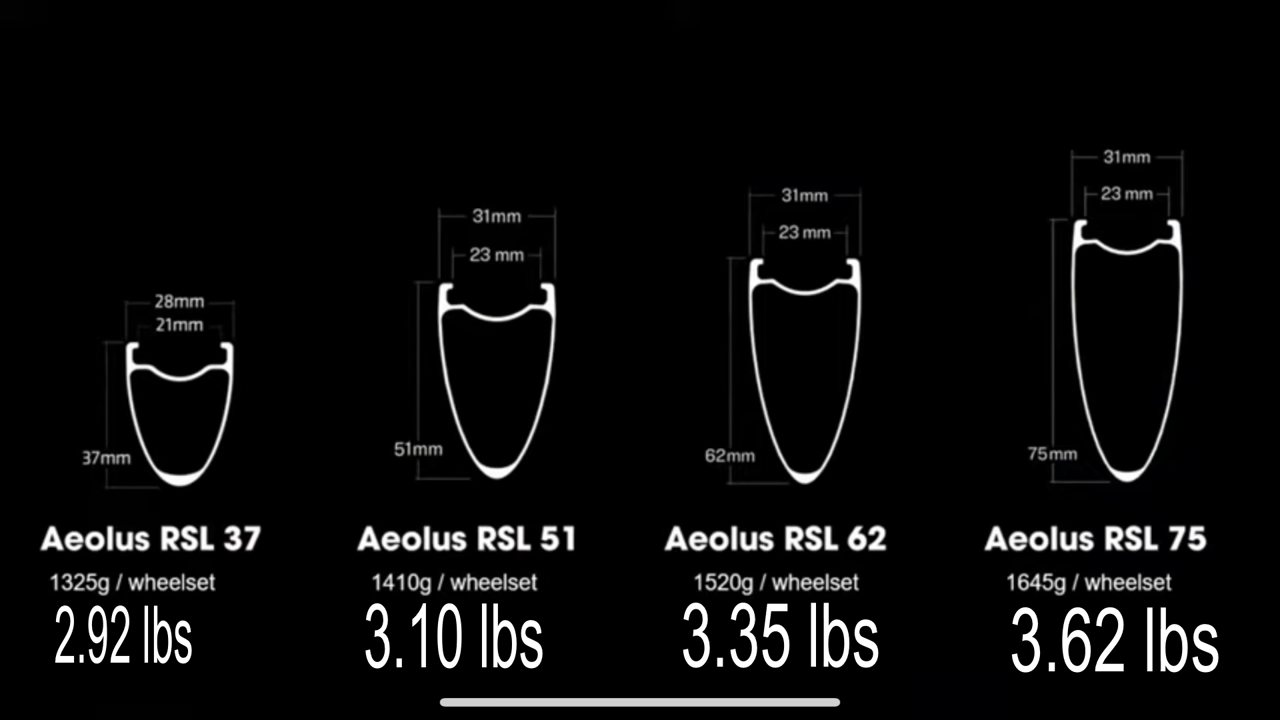 28mm
21mm
37mm
Aeolus RSL 37
1325g / wheelset
2.92 lbs
31mm
23 mm
51mm
Aeolus RSL 51
1410g / wheelset
3.10 lbs
31mm
23 mm
62mm
Aeolus RSL 62
1520g / wheelset
3.35 lbs
31mm
23 mm
75mm
Aeolus RSL 75
1645g / wheelset
3.62 lbs